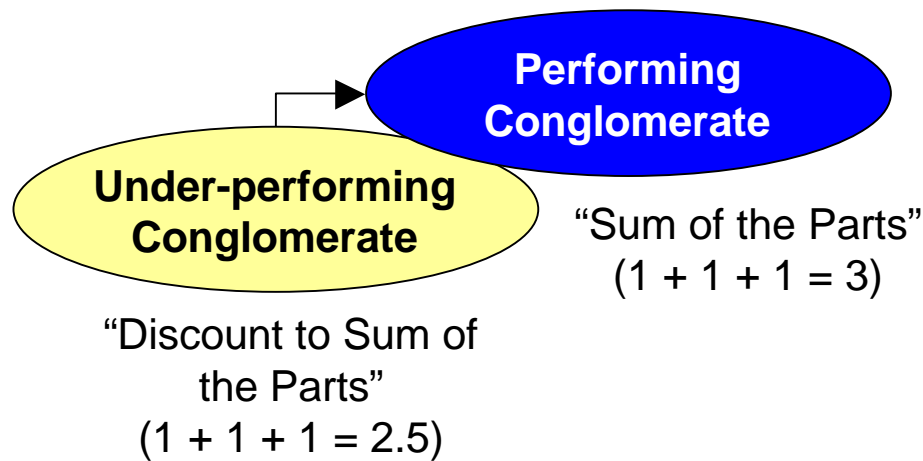 Performing
Conglomerate
Under-performing
Conglomerate
“Sum of the Parts”
(1 + 1 + 1 = 3)
“Discount to Sum of
the Parts”
(1 + 1 + 1 = 2.5)